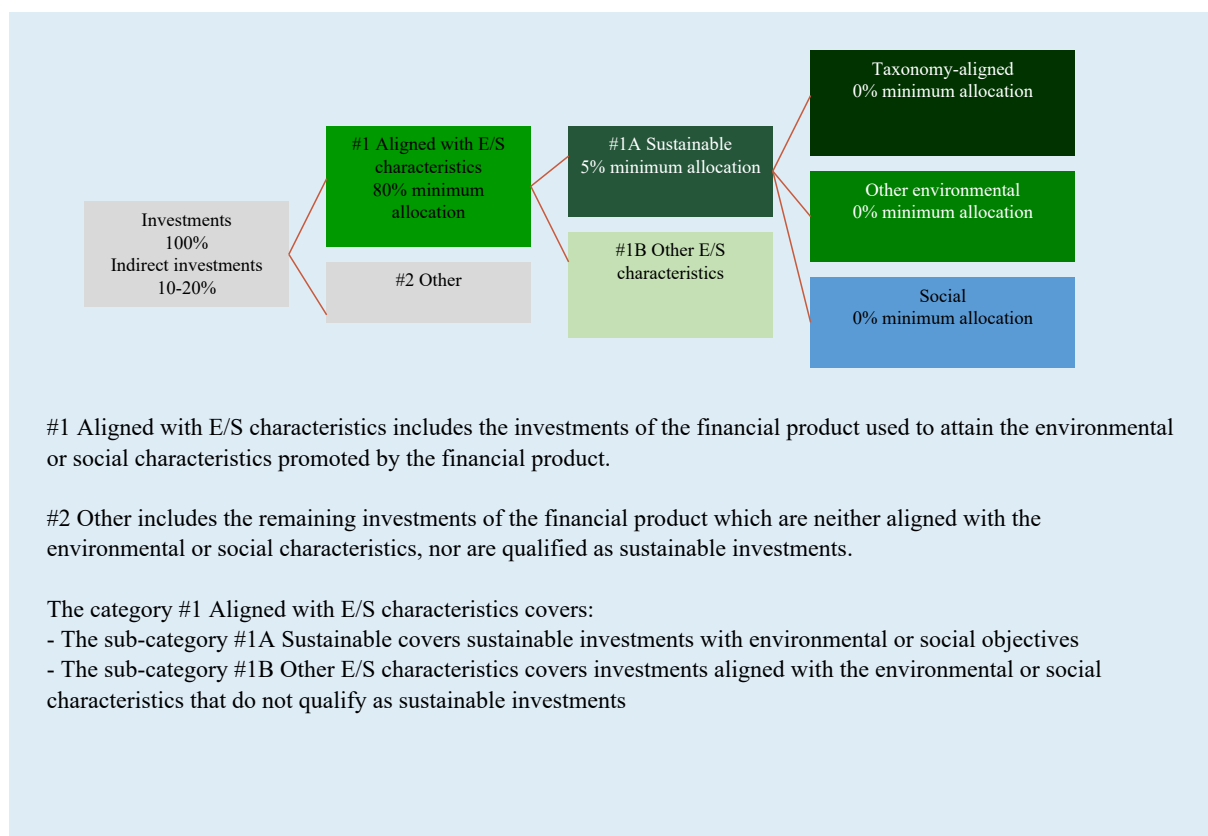 Investments
100%
Indirect investments
10-20%
#1 Aligned with E/S
characteristics
80% minimum
allocation
#2 Other
#1A Sustainable
5% minimum allocation
#1B Other E/S
characteristics
Taxonomy-aligned
0% minimum allocation
Other environmental
0% minimum allocation
Social
0% minimum allocation
#1 Aligned with E/S characteristics includes the investments of the financial product used to attain the environmental
or social characteristics promoted by the financial product.
#2 Other includes the remaining investments of the financial product which are neither aligned with the
environmental or social characteristics, nor are qualified as sustainable investments.
The category #1 Aligned with E/S characteristics covers:
- The sub-category #1A Sustainable covers sustainable investments with environmental or social objectives
- The sub-category #1B Other E/S characteristics covers investments aligned with the environmental or social
characteristics that do not qualify as sustainable investments